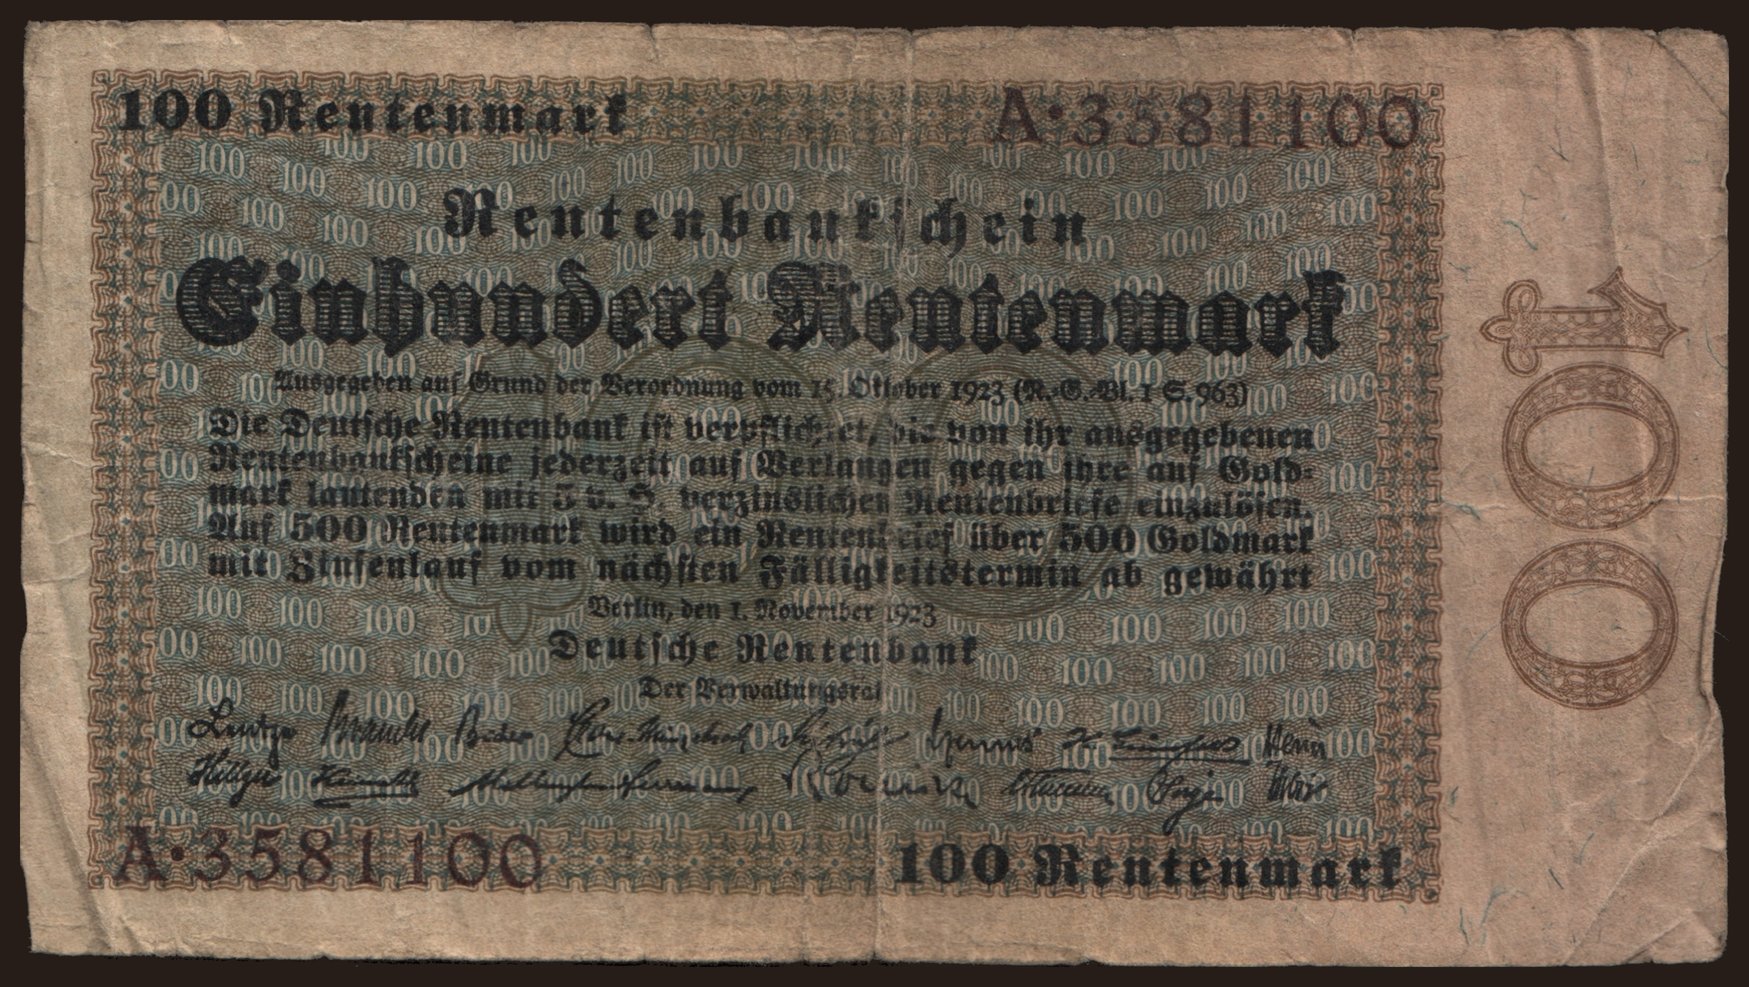 100 Rentenmark
A·3581100
Rentenbankschein
Einhundert Rentenmark
Ausgegeben auf Grund der Verordnung vom 15. Oktober 1923 (R.-G.-Bl. I S. 963)
Die Deutsche Rentenbank ist verpflichtet, die von ihr ausgegebenen
Rentenbankscheine jederzeit auf Verlangen gegen ihre auf Gold-
mark lautenden mit 5 v. H. verzinslichen Rentenbriefe einzulösen.
Auf 500 Rentenmark wird ein Rentenbrief über 500 Goldmark
mit Zinsenlauf vom nächsten Fälligkeitstermin ab gewährt
Berlin, den 1. November 1923
Deutsche Rentenbank
Der Verwaltungsrat
A·3581100
100 Rentenmark
100